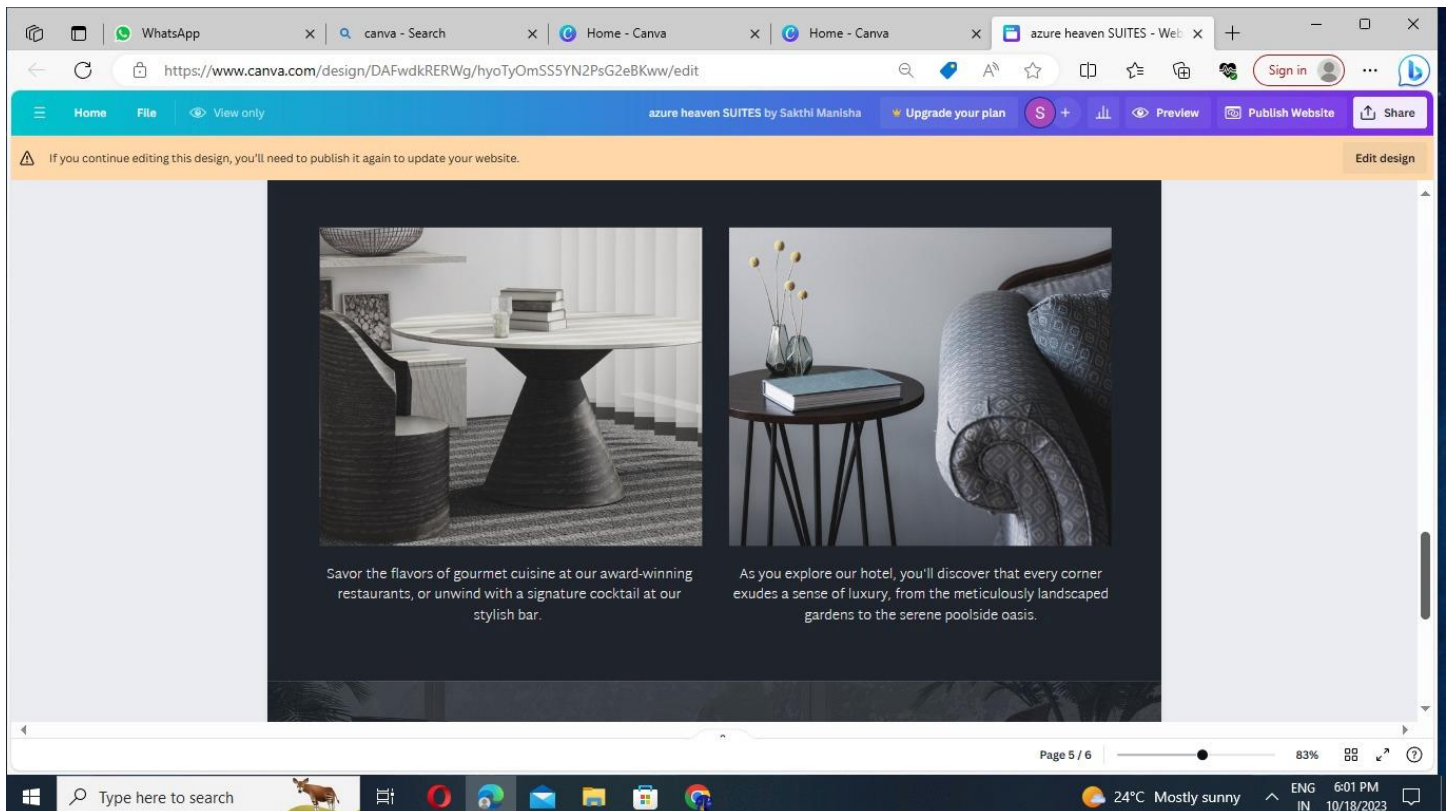 WhatsApp
canva - Search
Home - Canva
Home - Canva
azure heaven SUITES - Web
https://www.canva.com/design/DAFwdkRERWg/hyoTyOmSS5YN2PsG2eBKww/edit
Sign in
Home
File
View only
azure heaven SUITES by Sakthi Manisha
Upgrade your plan
S
Preview
Publish Website
Share
If you continue editing this design, you'll need to publish it again to update your website.
Edit design
Savor the flavors of gourmet cuisine at our award-winning
restaurants, or unwind with a signature cocktail at our
stylish bar.
As you explore our hotel, you'll discover that every corner
exudes a sense of luxury, from the meticulously landscaped
gardens to the serene poolside oasis.
Page 5 / 6
83%
Type here to search
24°C Mostly sunny
ENG
IN
6:01 PM
10/18/2023